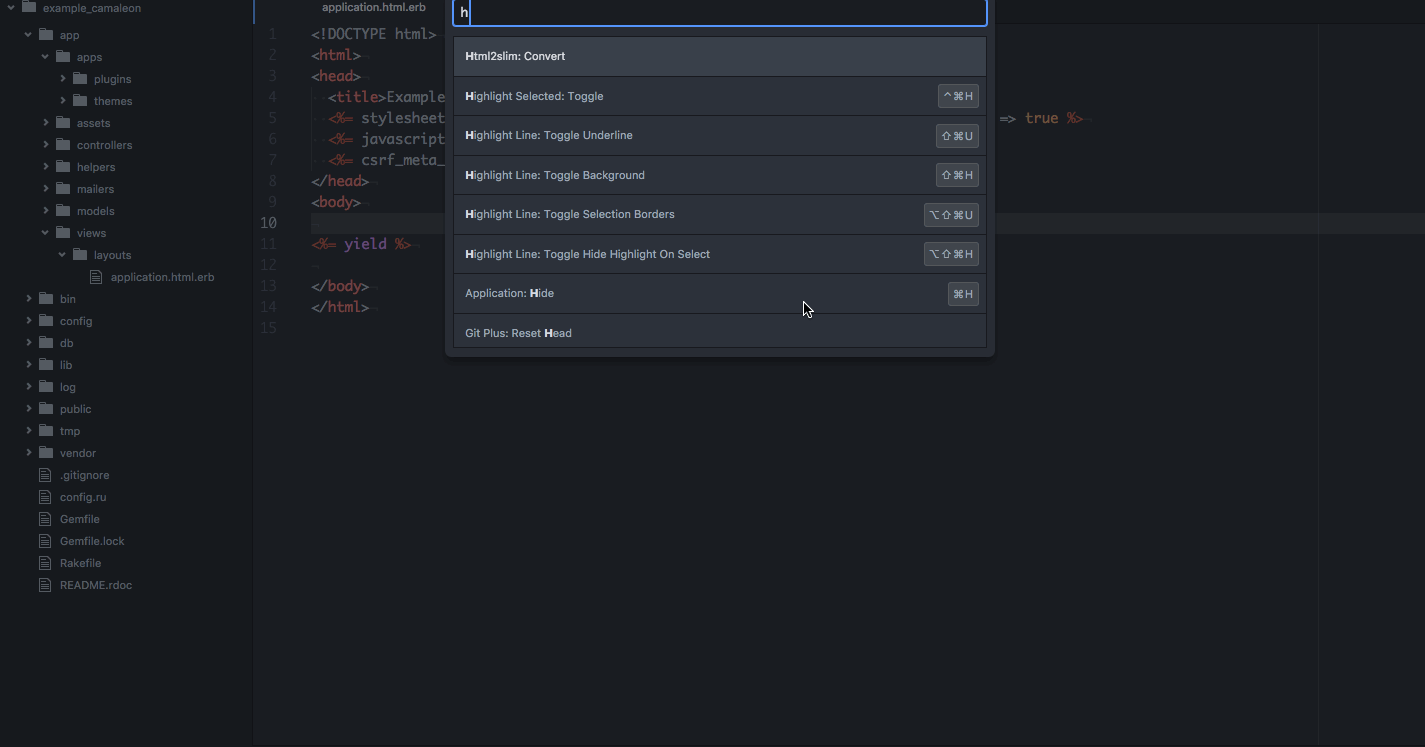 example_camaleon
app
apps
plugins
themes
assets
controllers
helpers
mailers
models
views
layouts
application.html.erb
bin
config
db
lib
log
public
tmp
vendor
.gitignore
config.ru
Gemfile
Gemfile.lock
Rakefile
README.rdoc
application.html.erb
1 <!DOCTYPE html>
2 <html>
3 <head>
4 <title>Example
5 <%= stylesheet => true %>
6 <%= javascript
7 <%= csrf_meta_
8 </head>
9 <body>
10
11 <%= yield %>
12
13 </body>
14 </html>
15
h
Html2slim: Convert
Highlight Selected: Toggle ⌃⌘H
Highlight Line: Toggle Underline ⇧⌘U
Highlight Line: Toggle Background ⇧⌘H
Highlight Line: Toggle Selection Borders ⌥⇧⌘U
Highlight Line: Toggle Hide Highlight On Select ⌥⇧⌘H
Application: Hide ⌘H
Git Plus: Reset Head